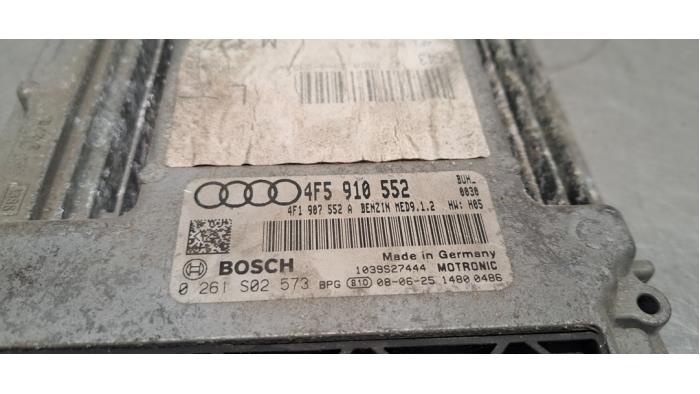 4F5 910 552
BUH_
0030
4F1 907 552 A BENZIN MED9.1.2 HW: H05
Made in Germany
BOSCH
1039S27444 MOTRONIC
0 261 S02 573 BPG 810 08-06-25 1480 0486